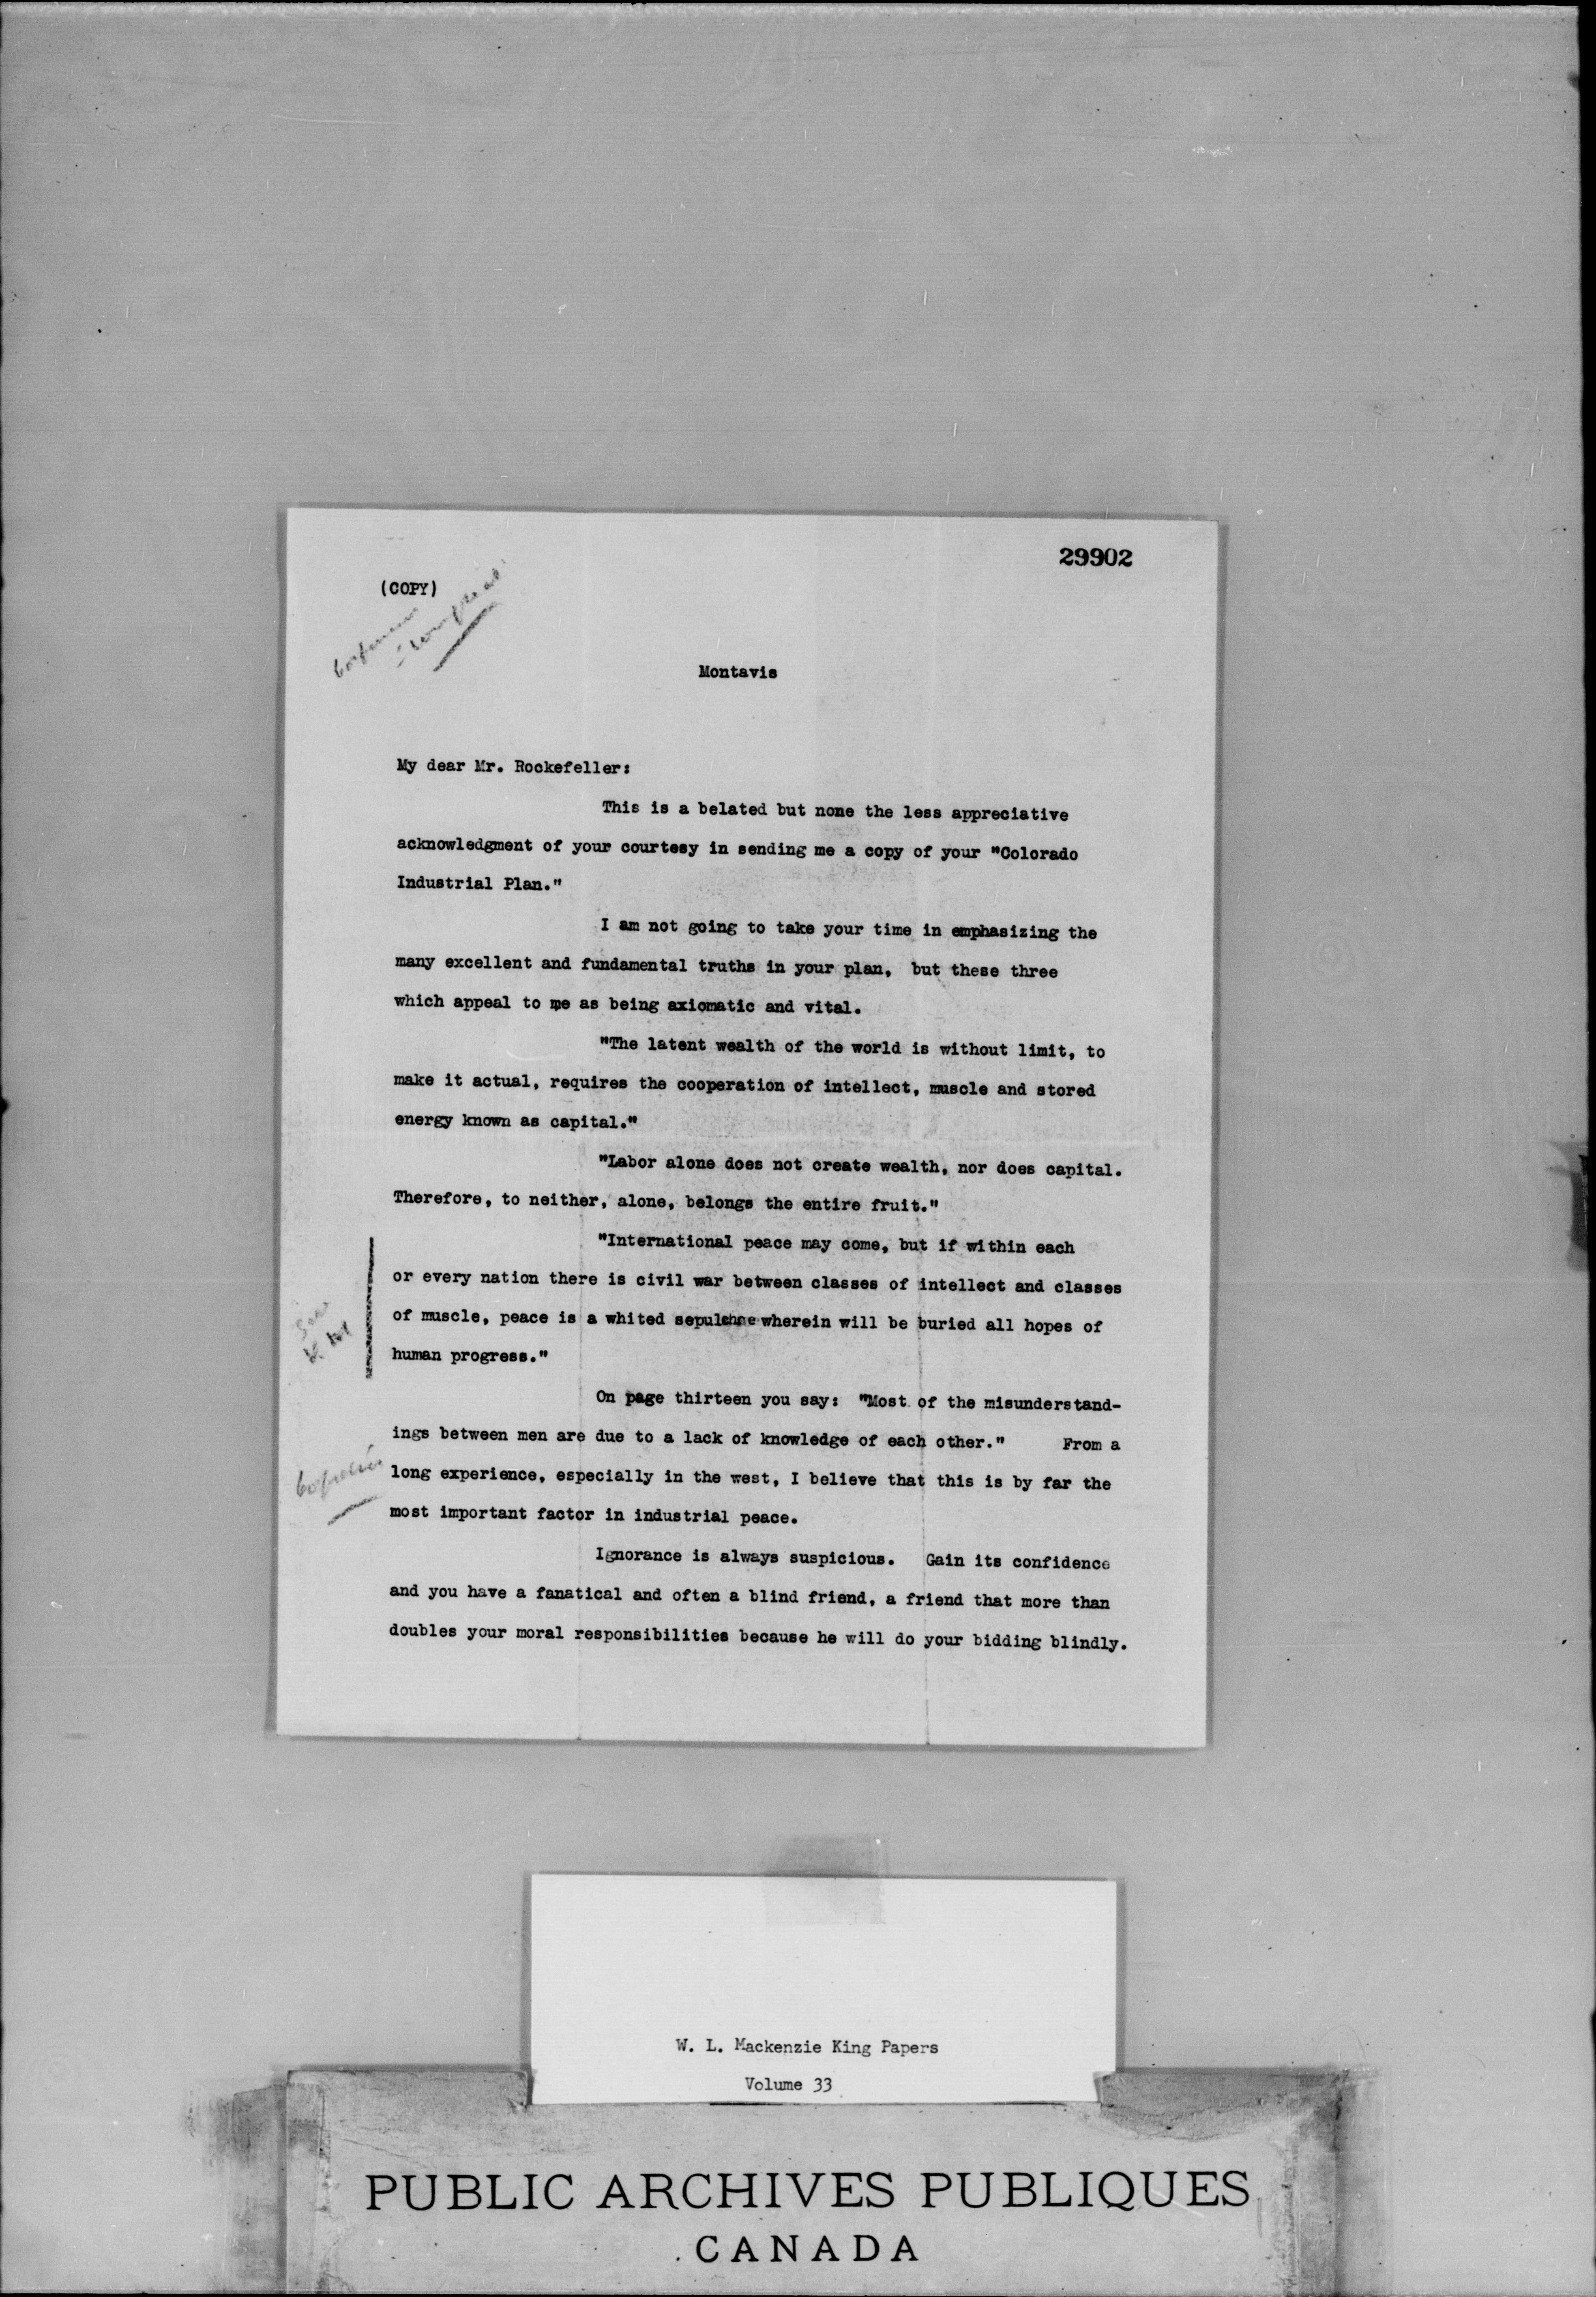 29902
(COPY)
Montavis
My dear Mr. Rockefeller:
This is a belated but none the less appreciative
acknowledgment of your courtesy in sending me a copy of your "Colorado
Industrial Plan."
I am not going to take your time in emphasizing the
many excellent and fundamental truths in your plan, but these three
which appeal to me as being axiomatic and vital.
"The latent wealth of the world is without limit, to
make it actual, requires the cooperation of intellect, muscle and stored
energy known as capital."
"Labor alone does not create wealth, nor does capital.
Therefore, to neither, alone, belongs the entire fruit."
"International peace may come, but if within each
or every nation there is civil war between classes of intellect and classes
of muscle, peace is a whited sepulchre wherein will be buried all hopes of
human progress."
On page thirteen you say: "Most of the misunderstand-
ings between men are due to a lack of knowledge of each other." From a
long experience, especially in the west, I believe that this is by far the
most important factor in industrial peace.
Ignorance is always suspicious. Gain its confidence
and you have a fanatical and often a blind friend, a friend that more than
doubles your moral responsibilities because he will do your bidding blindly.
W. L. Mackenzie King Papers
Volume 33
PUBLIC ARCHIVES PUBLIQUES
CANADA